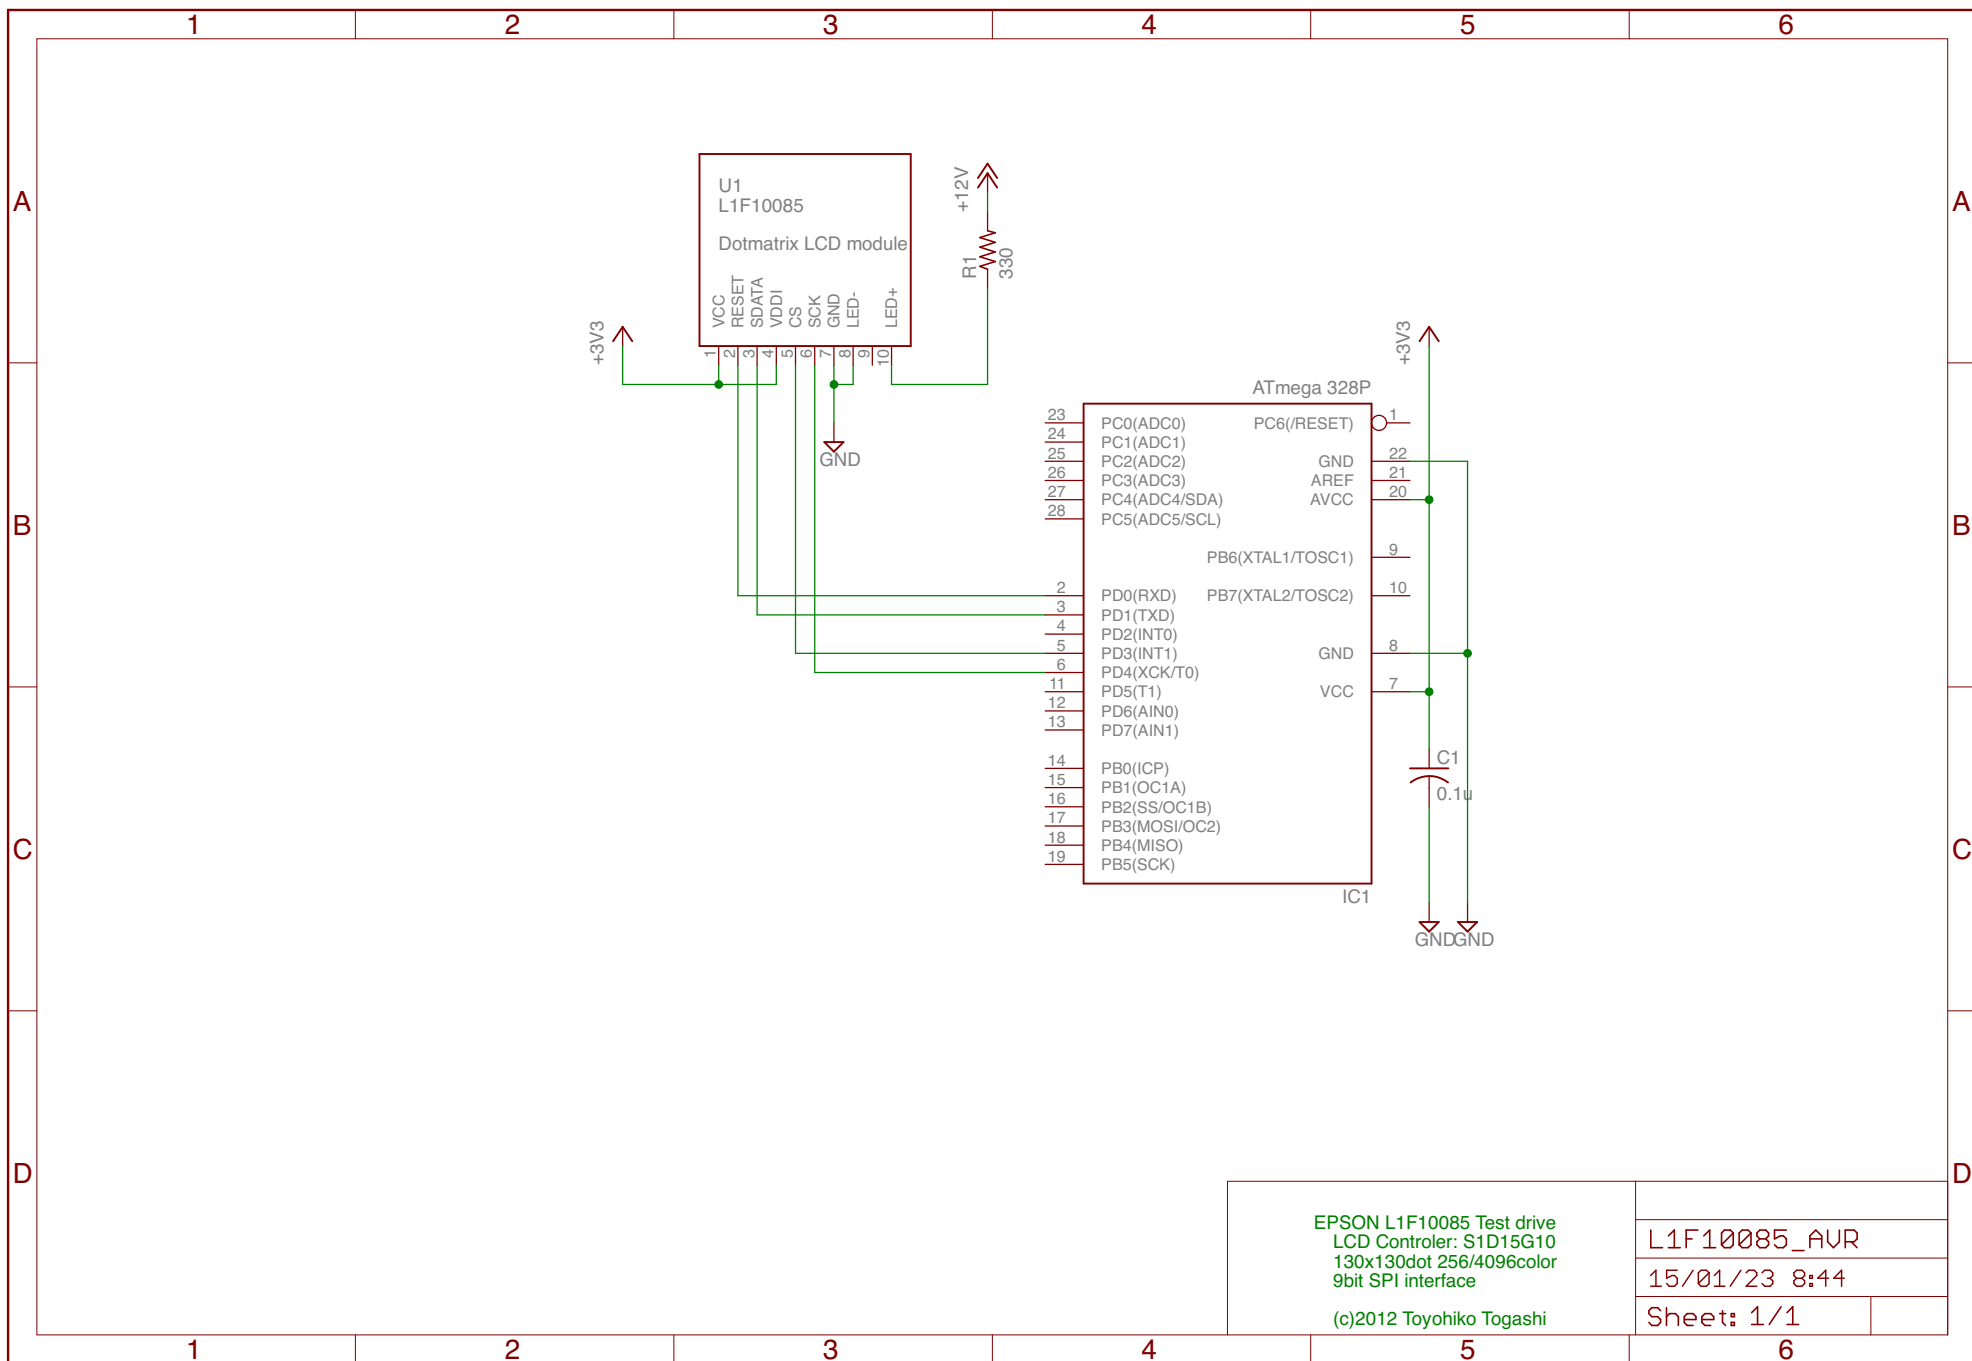 1 2 3 4 5 6
A A
U1
L1F10085
Dotmatrix LCD module
VCC
RESET
SDATA
VDDI
CS
SCK
GND
LED-
LED+
1
2
3
4
5
6
7
8
9
10
+12V
R1
330
+3V3
GND
+3V3
ATmega 328P
B B
23 PC0(ADC0) PC6(/RESET) 1
24 PC1(ADC1)
25 PC2(ADC2) GND 22
26 PC3(ADC3) AREF 21
27 PC4(ADC4/SDA) AVCC 20
28 PC5(ADC5/SCL)
PB6(XTAL1/TOSC1) 9
2 PD0(RXD) PB7(XTAL2/TOSC2) 10
3 PD1(TXD)
4 PD2(INT0)
5 PD3(INT1) GND 8
6 PD4(XCK/T0)
11 PD5(T1) VCC 7
12 PD6(AIN0)
13 PD7(AIN1)
14 PB0(ICP)
15 PB1(OC1A)
16 PB2(SS/OC1B)
17 PB3(MOSI/OC2)
18 PB4(MISO)
19 PB5(SCK)
IC1
C1
0.1u
GND
GND
C C
D D
EPSON L1F10085 Test drive
LCD Controler: S1D15G10
130x130dot 256/4096color
9bit SPI interface
(c)2012 Toyohiko Togashi
L1F10085_AVR
15/01/23 8:44
Sheet: 1/1
1 2 3 4 5 6